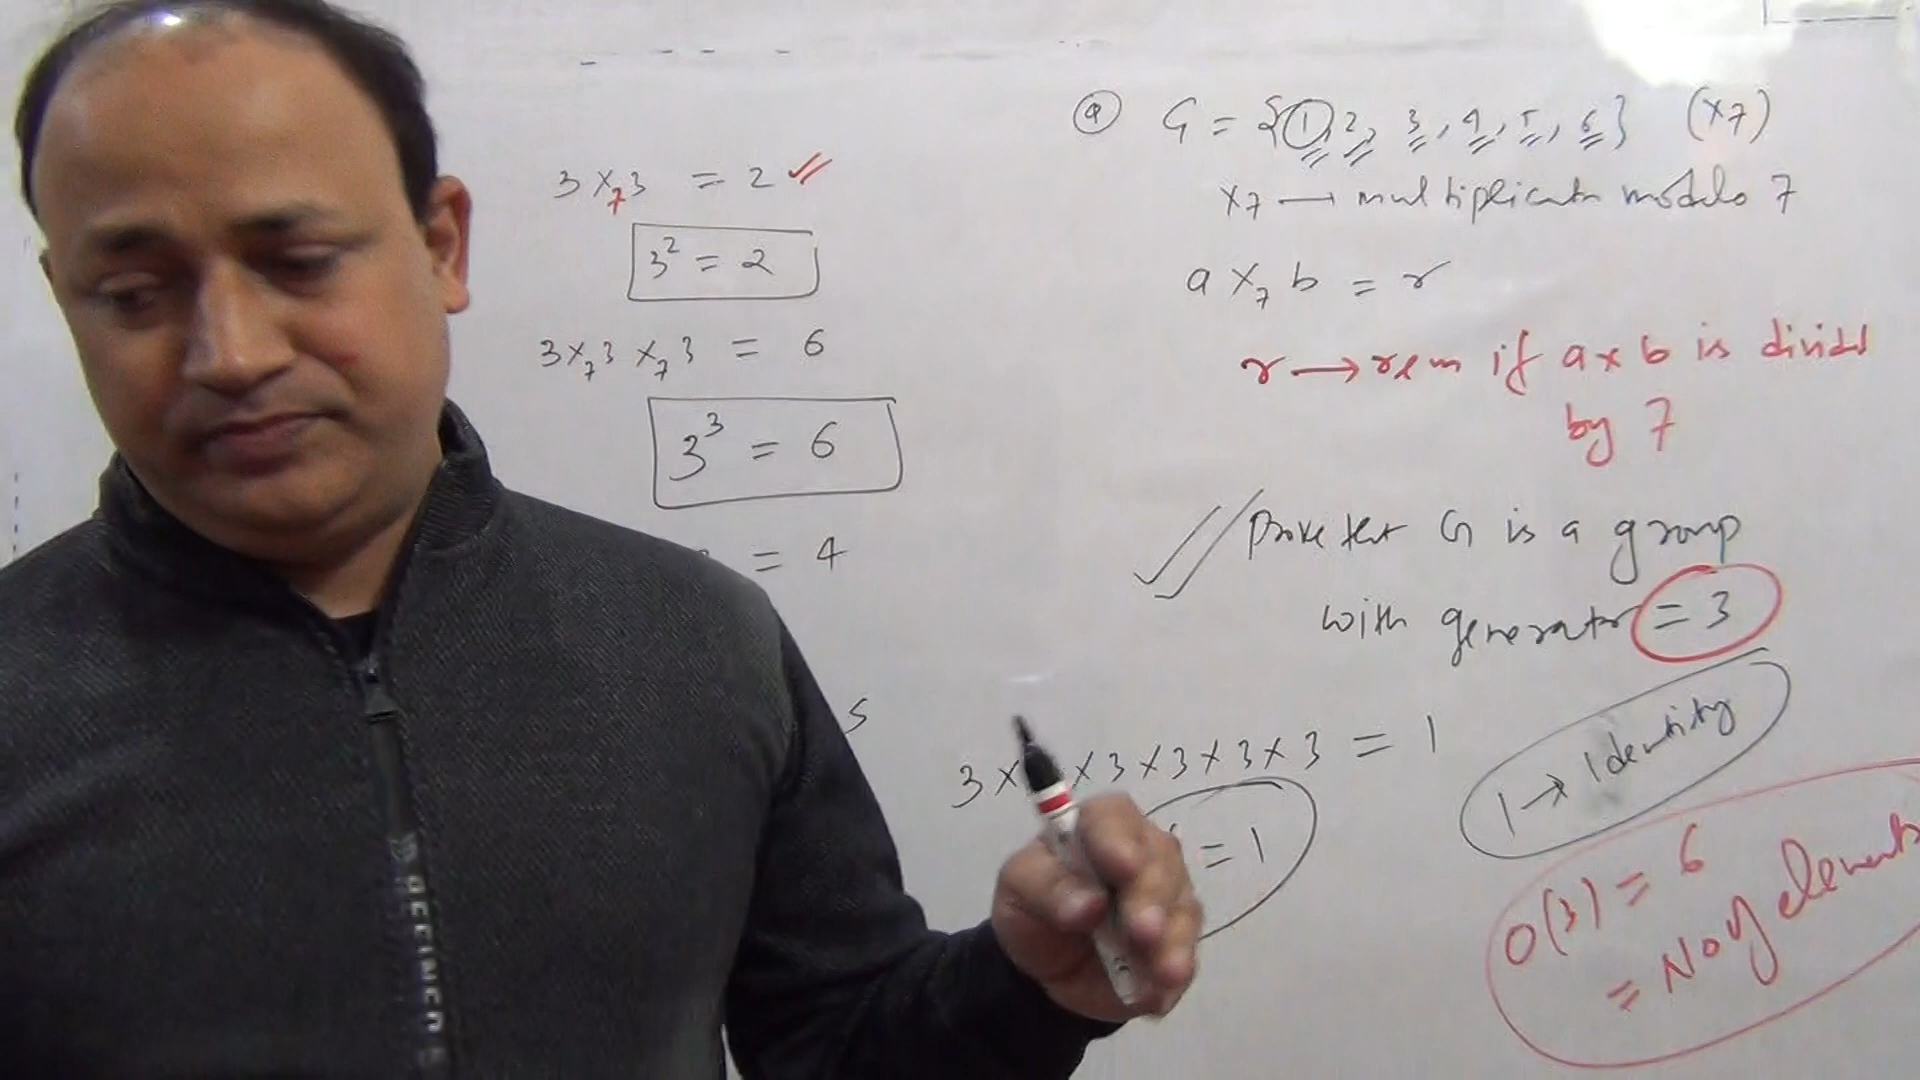 3 ×₇ 3 = 2
3² = 2
3 ×₇ 3 ×₇ 3 = 6
3³ = 6
= 4
5
Q G = {1, 2, 3, 4, 5, 6} (×7)
×7 → multiplicatn modulo 7
a ×₇ b = r
r → rem if a × b is divided
by 7
Prove that G is a group
with generator = 3
3 × × 3 × 3 × 3 × 3 = 1
= 1
1 → Identity
O(3) = 6
= No of elements